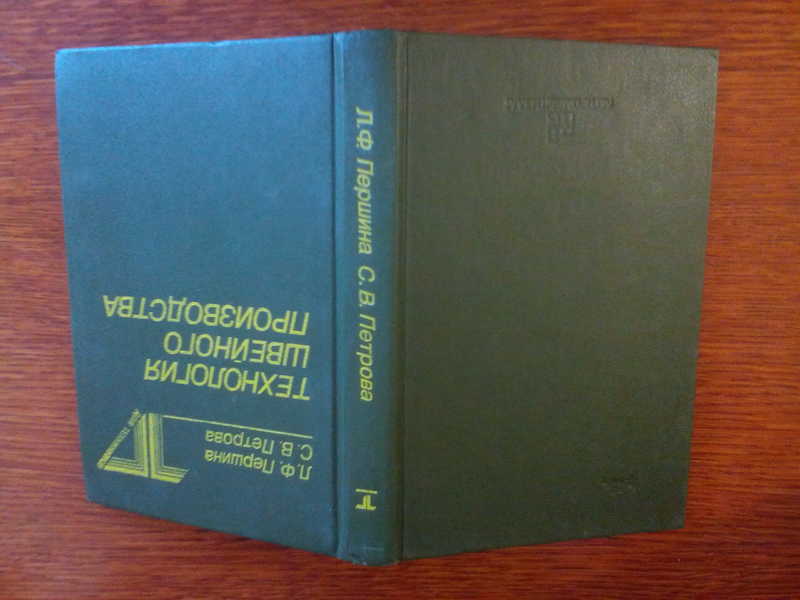 Л.Ф. Першина
С. В. Петрова
ТЕХНОЛОГИЯ
ШВЕЙНОГО
ПРОИЗВОДСТВА
Л.Ф. Першина С. В. Петрова